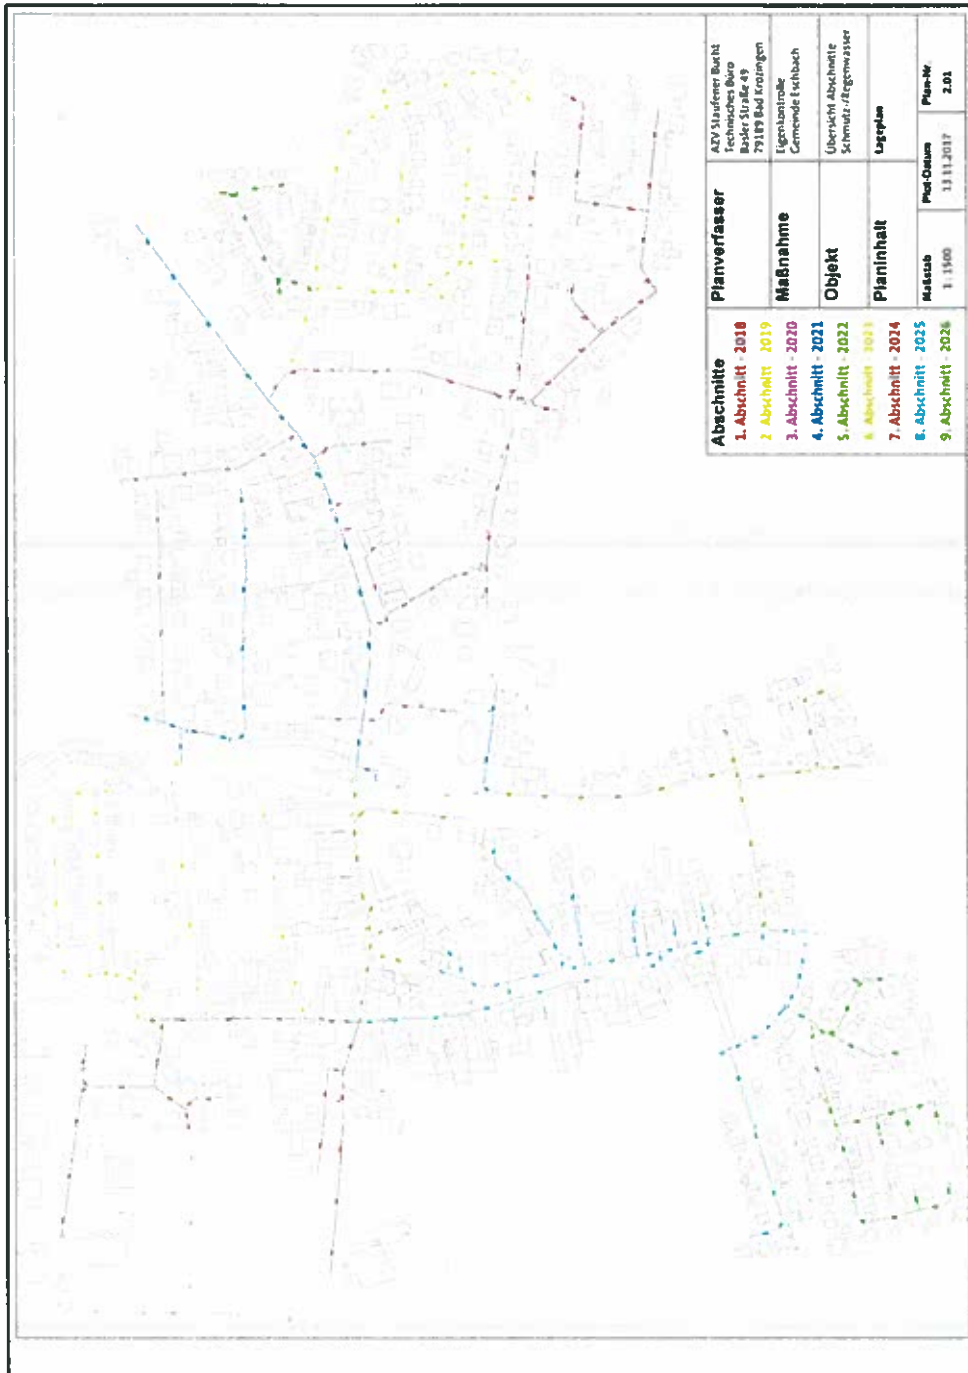 Abschnitte
1. Abschnitt - 2018
2 Abschnitt 2019
3. Abschnitt - 2020
4. Abschnitt - 2021
5. Abschnitt - 2022
6 Abschnitt - 2023
7. Abschnitt - 2024
8. Abschnitt - 2025
9. Abschnitt - 2026
Planverfasser
AZV Staufener Bucht
Technisches Büro
Basler Straße 49
79189 Bad Krozingen
Maßnahme
Eigenkontrolle
Gemeinde Eschbach
Objekt
Übersicht Abschnitte
Schmutz-/Regenwasser
Planinhalt
Lageplan
Maßstab
1:1500
Plot-Datum
13.11.2017
Plan-Nr.
2.01